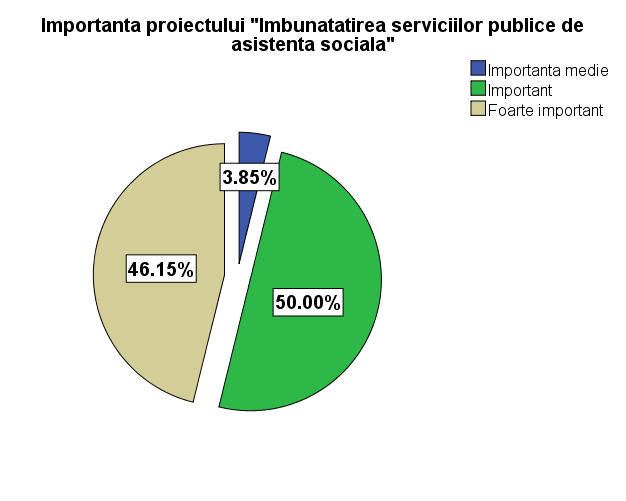 Importanta proiectului "Imbunatatirea serviciilor publice de
asistenta sociala"
Importanta medie
Important
Foarte important
3.85%
46.15%
50.00%